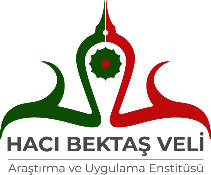 HACI BEKTAŞ VELİ
Araştırma ve Uygulama Enstitüsü